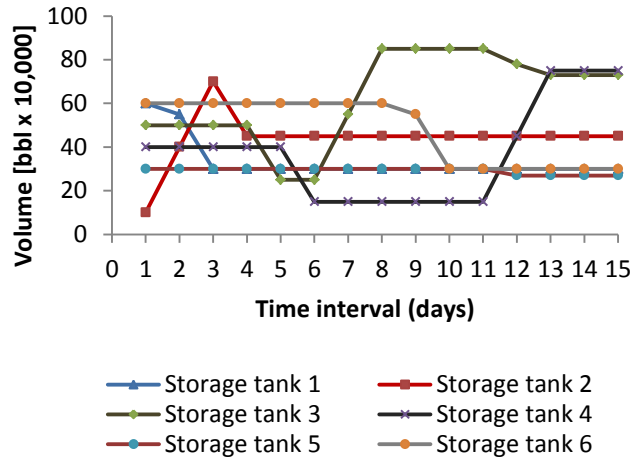 Volume [bbl x 10,000]
100
80
60
40
20
0
0 1 2 3 4 5 6 7 8 9 10 11 12 13 14 15
Time interval (days)
Storage tank 1 Storage tank 2
Storage tank 3 Storage tank 4
Storage tank 5 Storage tank 6